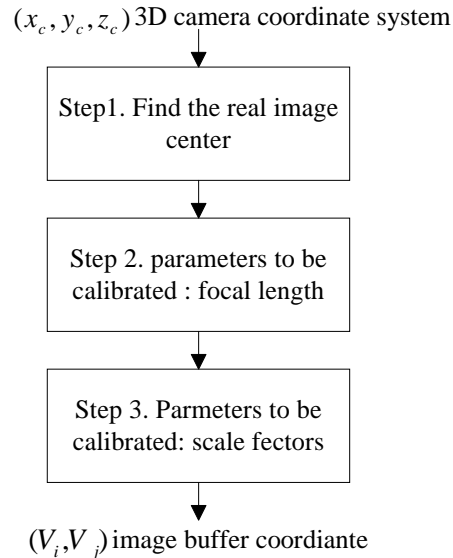 (x_c, y_c, z_c) 3D camera coordinate system
Step1. Find the real image
center
Step 2. parameters to be
calibrated : focal length
Step 3. Parmeters to be
calibrated: scale fectors
(V_i, V_j) image buffer coordiante